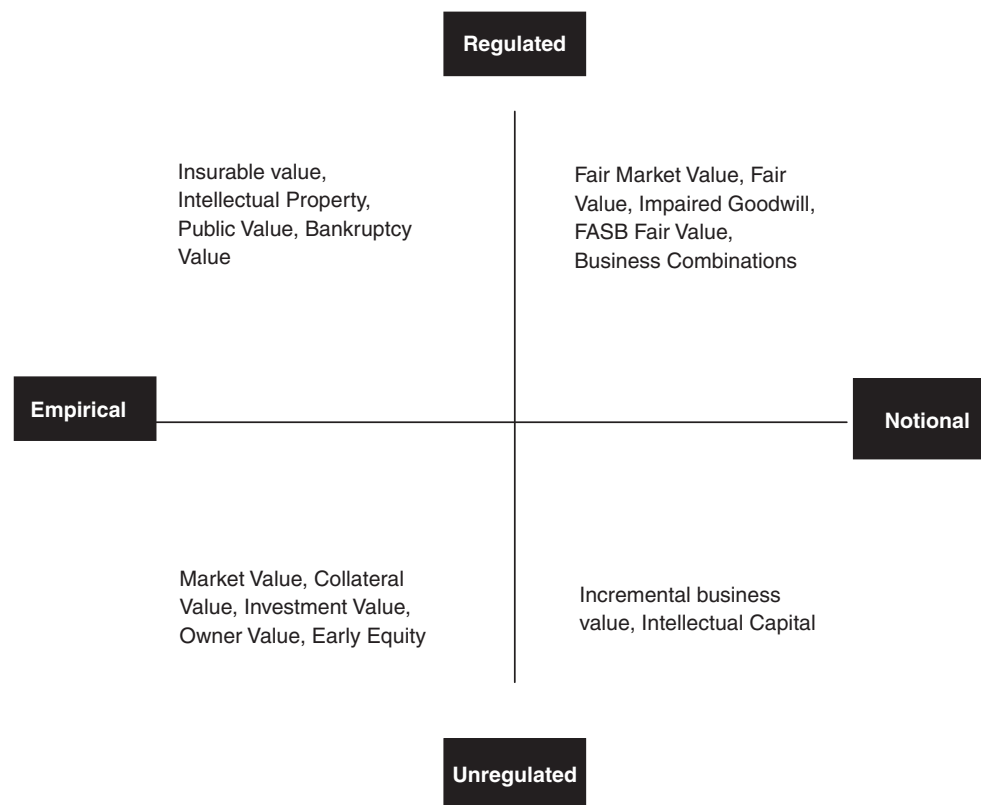 Regulated
Insurable value,
Intellectual Property,
Public Value, Bankruptcy
Value
Fair Market Value, Fair
Value, Impaired Goodwill,
FASB Fair Value,
Business Combinations
Empirical
Notional
Market Value, Collateral
Value, Investment Value,
Owner Value, Early Equity
Incremental business
value, Intellectual Capital
Unregulated